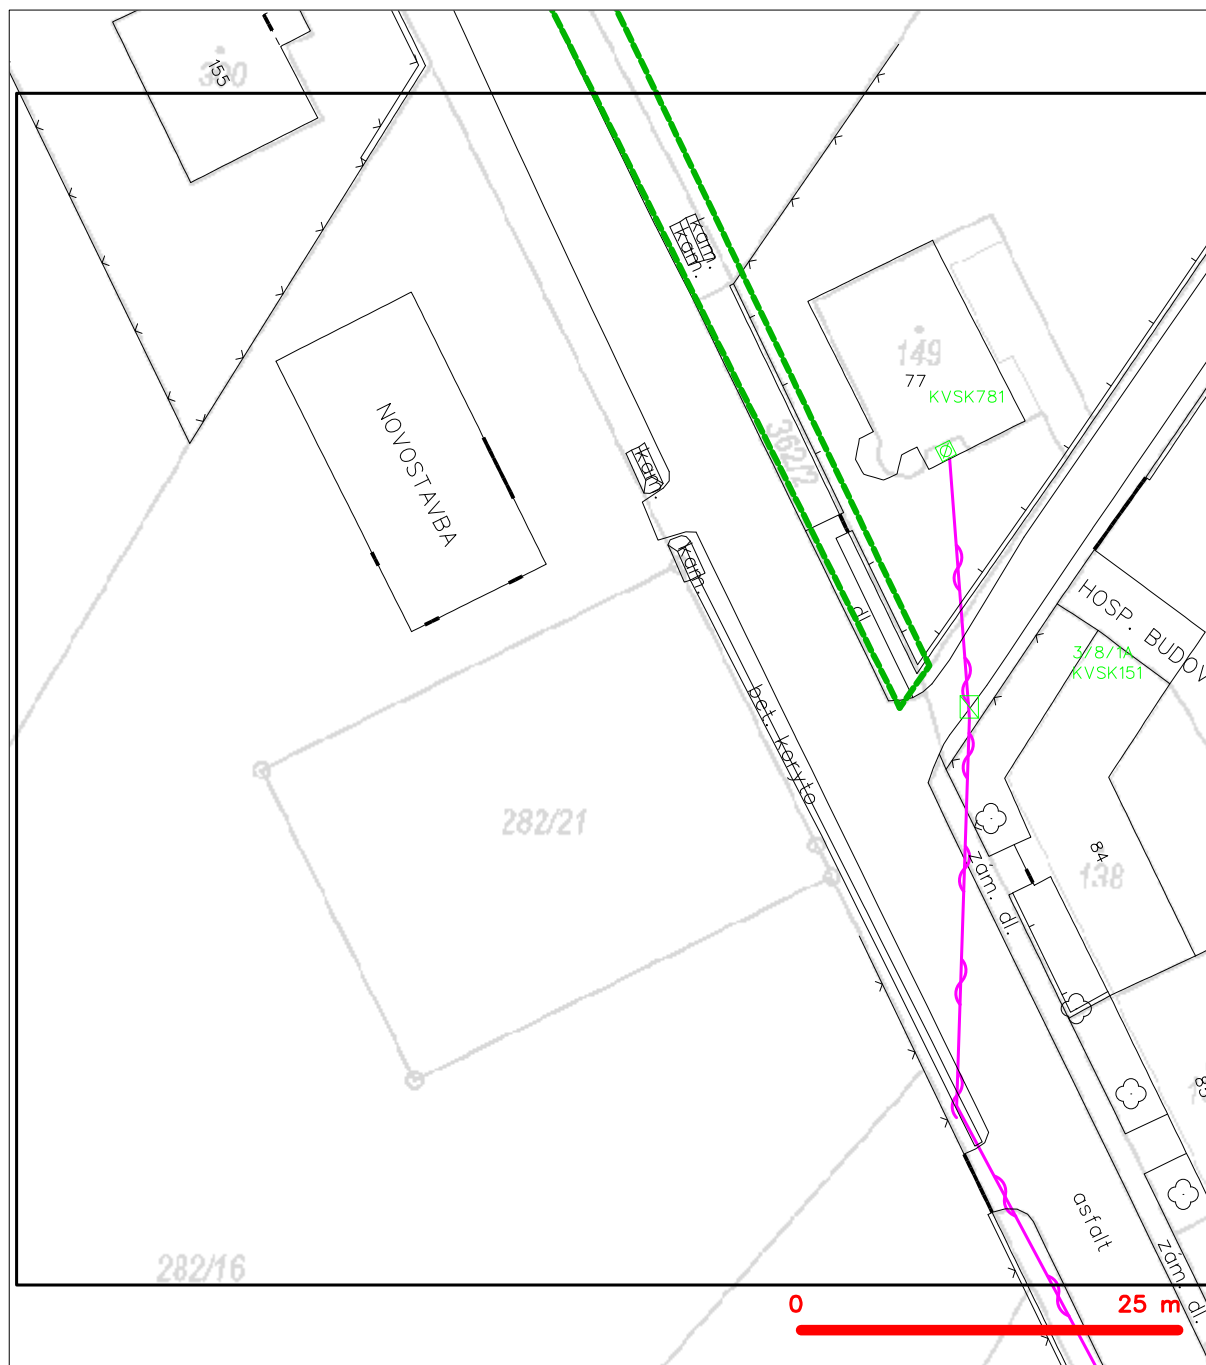 155
kam.
kam.
149
77
KVSK781
362/2
NOVOSTAVBA
kam.
kam.
dl.
HOSP. BUDOV
3/8/1A
KVSK151
bet. koryto
282/21
84
138
zám. dl.
83
asfalt
zám. dl.
282/16
0
25 m